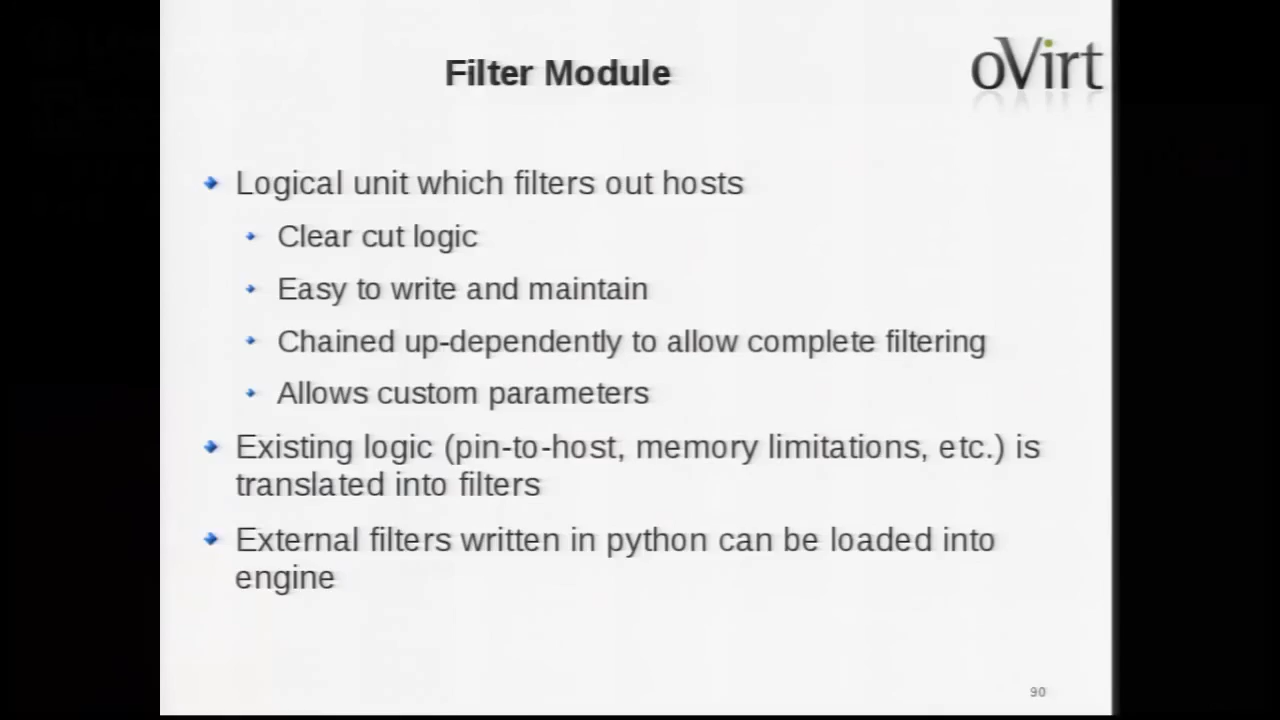 Filter Module
oVirt
Logical unit which filters out hosts
Clear cut logic
Easy to write and maintain
Chained up-dependently to allow complete filtering
Allows custom parameters
Existing logic (pin-to-host, memory limitations, etc.) is
translated into filters
External filters written in python can be loaded into
engine
90